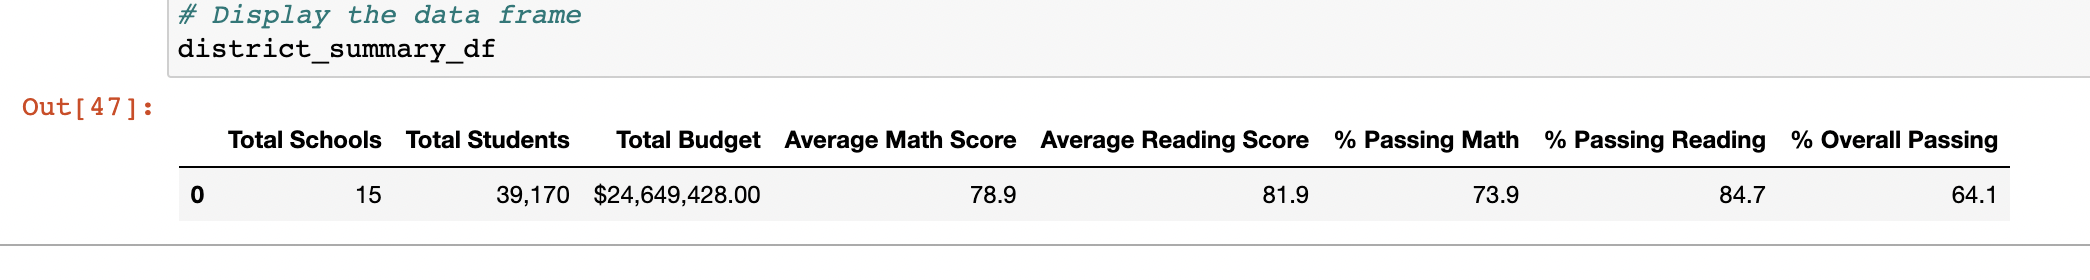 # Display the data frame
district_summary_df
Out[47]:
Total Schools Total Students Total Budget Average Math Score Average Reading Score % Passing Math % Passing Reading % Overall Passing
0 15 39,170 $24,649,428.00 78.9 81.9 73.9 84.7 64.1